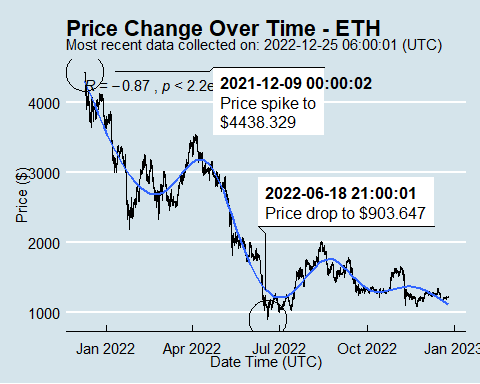 Price Change Over Time - ETH
Most recent data collected on: 2022-12-25 06:00:01 (UTC)
R = −0.87 , p < 2.2e
2021-12-09 00:00:02
Price spike to
$4438.329
2022-06-18 21:00:01
Price drop to $903.647
Price ($)
4000
3000
2000
1000
Jan 2022 Apr 2022 Jul 2022 Oct 2022 Jan 2023
Date Time (UTC)